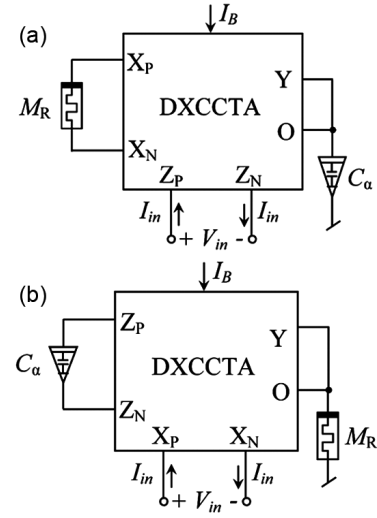 (a)
I_B
X_P
Y
M_R
DXCCTA
O
X_N
Z_P Z_N
C_α
I_in I_in
+ V_in -
(b)
I_B
Z_P
Y
C_α
DXCCTA
Z_N
O
X_P X_N
M_R
I_in I_in
+ V_in -